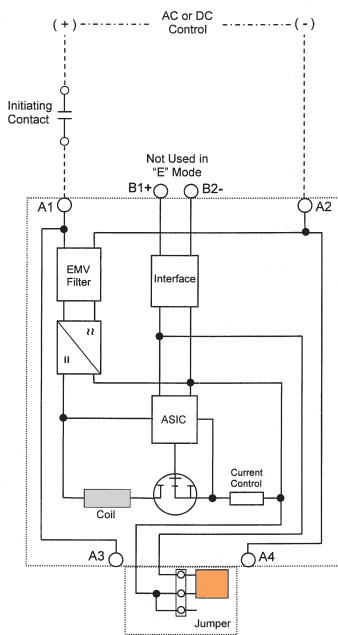 AC or DC
(+) (-)
Control
Initiating
Contact
Not Used in
"E" Mode
B1+ B2-
A1 A2
EMV
Filter
Interface
≈
=
ASIC
Current
Control
Coil
A3 A4
Jumper